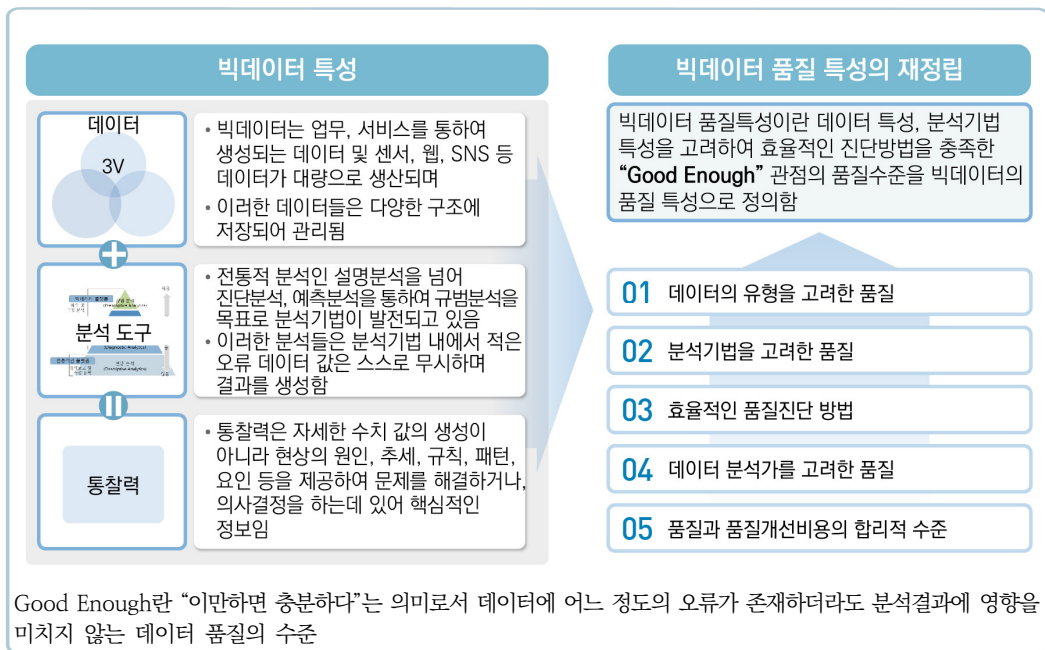 빅데이터 특성
데이터
3V
• 빅데이터는 업무, 서비스를 통하여
생성되는 데이터 및 센서, 웹, SNS 등
데이터가 대량으로 생산되며
• 이러한 데이터들은 다양한 구조에
저장되어 관리됨
분석 도구
• 전통적 분석인 설명분석을 넘어
진단분석, 예측분석을 통하여 규범분석을
목표로 분석기법이 발전되고 있음
• 이러한 분석들은 분석기법 내에서 적은
오류 데이터 값은 스스로 무시하며
결과를 생성함
통찰력
• 통찰력은 자세한 수치 값의 생성이
아니라 현상의 원인, 추세, 규칙, 패턴,
요인 등을 제공하여 문제를 해결하거나,
의사결정을 하는데 있어 핵심적인
정보임
빅데이터 품질 특성의 재정립
빅데이터 품질특성이란 데이터 특성, 분석기법
특성을 고려하여 효율적인 진단방법을 충족한
“Good Enough” 관점의 품질수준을 빅데이터의
품질 특성으로 정의함
01 데이터의 유형을 고려한 품질
02 분석기법을 고려한 품질
03 효율적인 품질진단 방법
04 데이터 분석가를 고려한 품질
05 품질과 품질개선비용의 합리적 수준
Good Enough란 “이만하면 충분하다”는 의미로서 데이터에 어느 정도의 오류가 존재하더라도 분석결과에 영향을
미치지 않는 데이터 품질의 수준